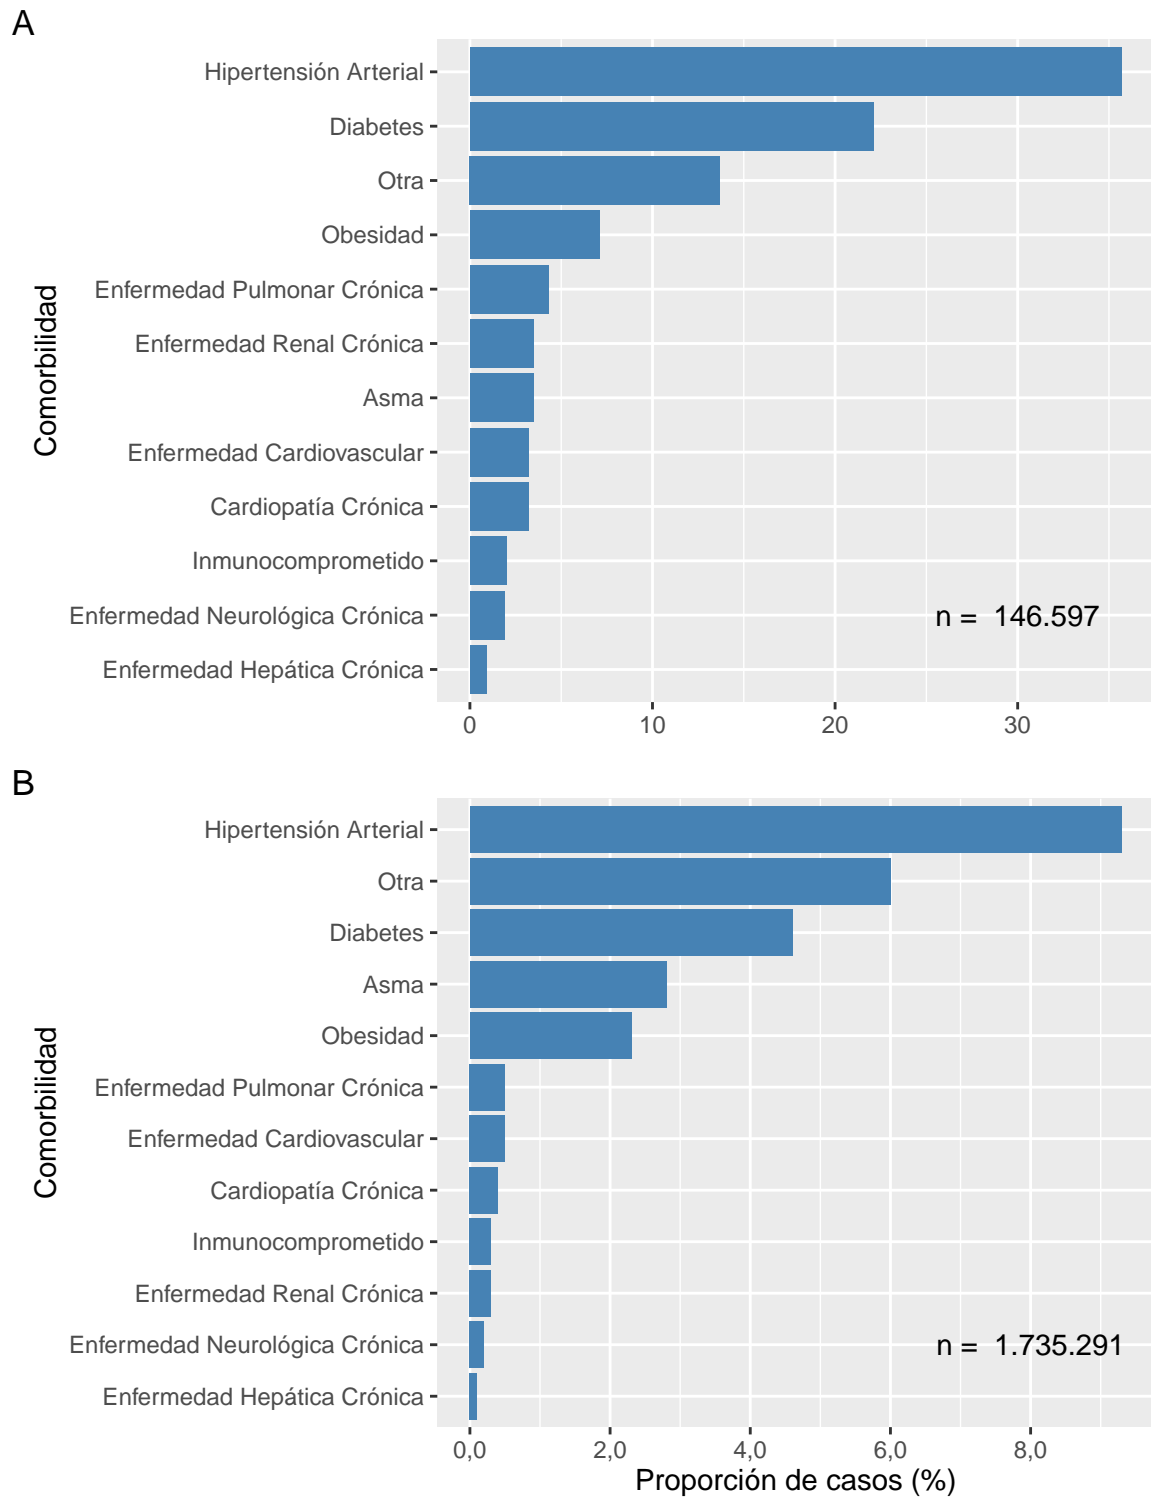 A
Hipertensión Arterial
Diabetes
Otra
Obesidad
Enfermedad Pulmonar Crónica
Enfermedad Renal Crónica
Asma
Enfermedad Cardiovascular
Cardiopatía Crónica
Inmunocomprometido
Enfermedad Neurológica Crónica
Enfermedad Hepática Crónica
Comorbilidad
n = 146.597
0 10 20 30
B
Hipertensión Arterial
Otra
Diabetes
Asma
Obesidad
Enfermedad Pulmonar Crónica
Enfermedad Cardiovascular
Cardiopatía Crónica
Inmunocomprometido
Enfermedad Renal Crónica
Enfermedad Neurológica Crónica
Enfermedad Hepática Crónica
Comorbilidad
n = 1.735.291
0,0 2,0 4,0 6,0 8,0
Proporción de casos (%)